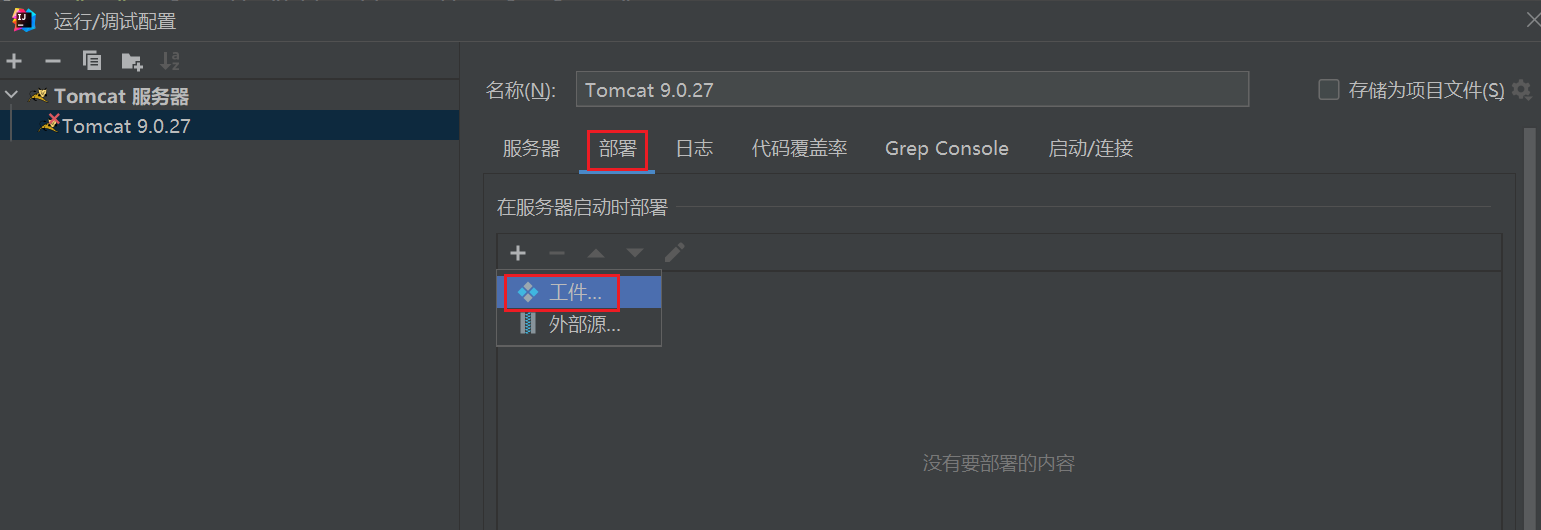 运行/调试配置
Tomcat 服务器
Tomcat 9.0.27
名称(N):
Tomcat 9.0.27
存储为项目文件(S)
服务器 部署 日志 代码覆盖率 Grep Console 启动/连接
在服务器启动时部署
工件...
外部源...
没有要部署的内容